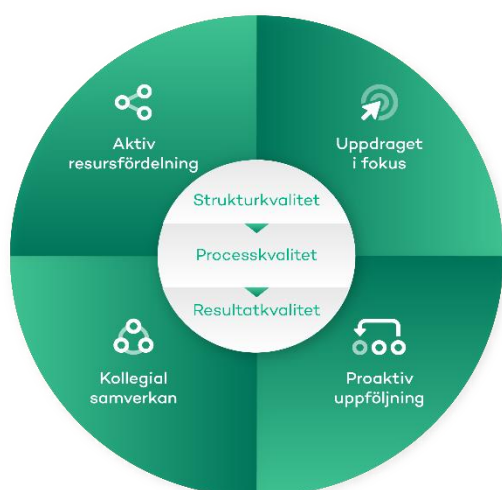 Aktiv
resursfördelning
Uppdraget
i fokus
Strukturkvalitet
Processkvalitet
Resultatkvalitet
Kollegial
samverkan
Proaktiv
uppföljning